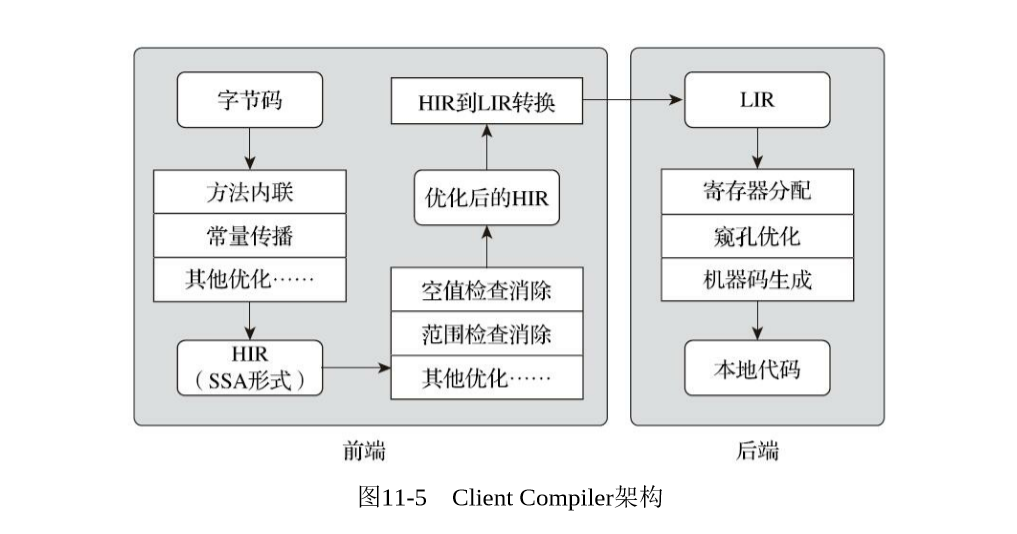 字节码
方法内联
常量传播
其他优化……
HIR
（SSA形式）
HIR到LIR转换
优化后的HIR
空值检查消除
范围检查消除
其他优化……
前端
LIR
寄存器分配
窥孔优化
机器码生成
本地代码
后端
图11-5 Client Compiler架构